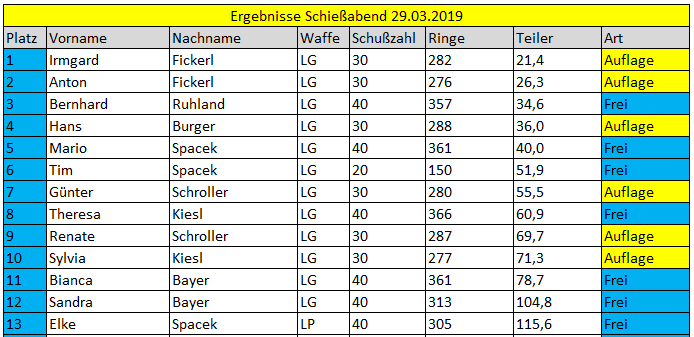 Ergebnisse Schießabend 29.03.2019
Platz Vorname Nachname Waffe Schußzahl Ringe Teiler Art
1 Irmgard Fickerl LG 30 282 21,4 Auflage
2 Anton Fickerl LG 30 276 26,3 Auflage
3 Bernhard Ruhland LG 40 357 34,6 Frei
4 Hans Burger LG 30 288 36,0 Auflage
5 Mario Spacek LG 40 361 40,0 Frei
6 Tim Spacek LG 20 150 51,9 Frei
7 Günter Schroller LG 30 280 55,5 Auflage
8 Theresa Kiesl LG 40 366 60,9 Frei
9 Renate Schroller LG 30 287 69,7 Auflage
10 Sylvia Kiesl LG 30 277 71,3 Auflage
11 Bianca Bayer LG 40 361 78,7 Frei
12 Sandra Bayer LG 40 313 104,8 Frei
13 Elke Spacek LP 40 305 115,6 Frei